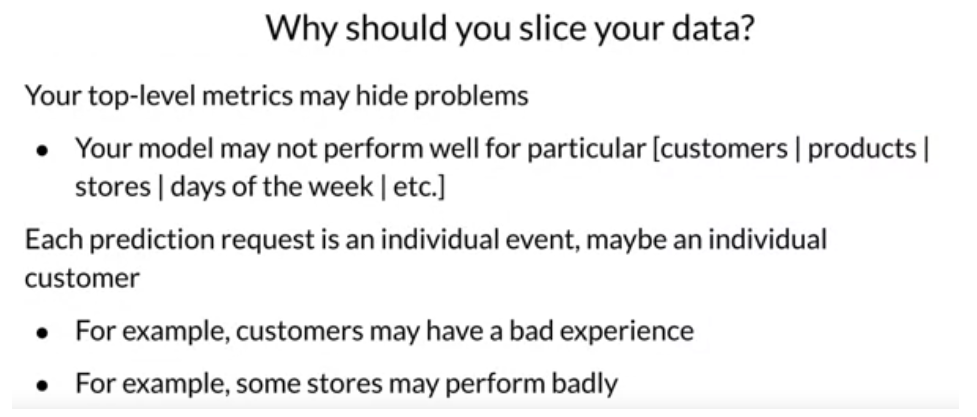 Why should you slice your data?
Your top-level metrics may hide problems
● Your model may not perform well for particular [customers | products |
stores | days of the week | etc.]
Each prediction request is an individual event, maybe an individual
customer
● For example, customers may have a bad experience
● For example, some stores may perform badly